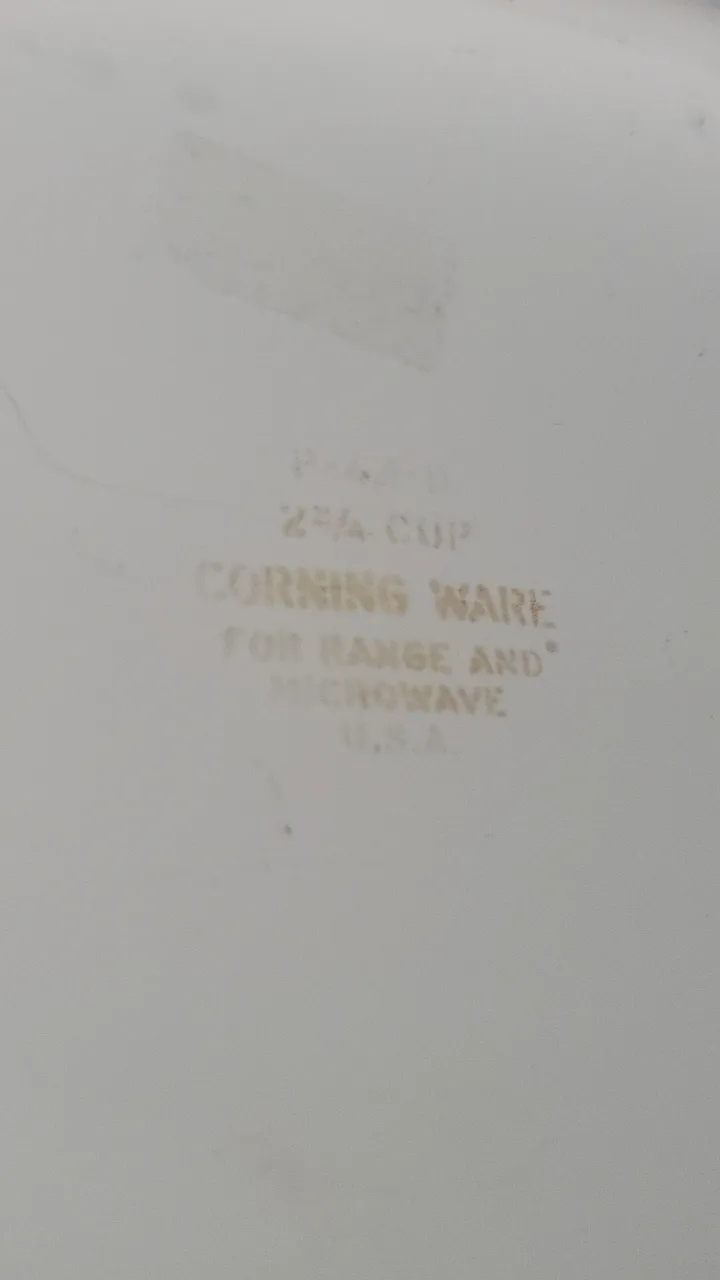 2¾ CUP
CORNING WARE
FOR RANGE AND
MICROWAVE
U.S.A.